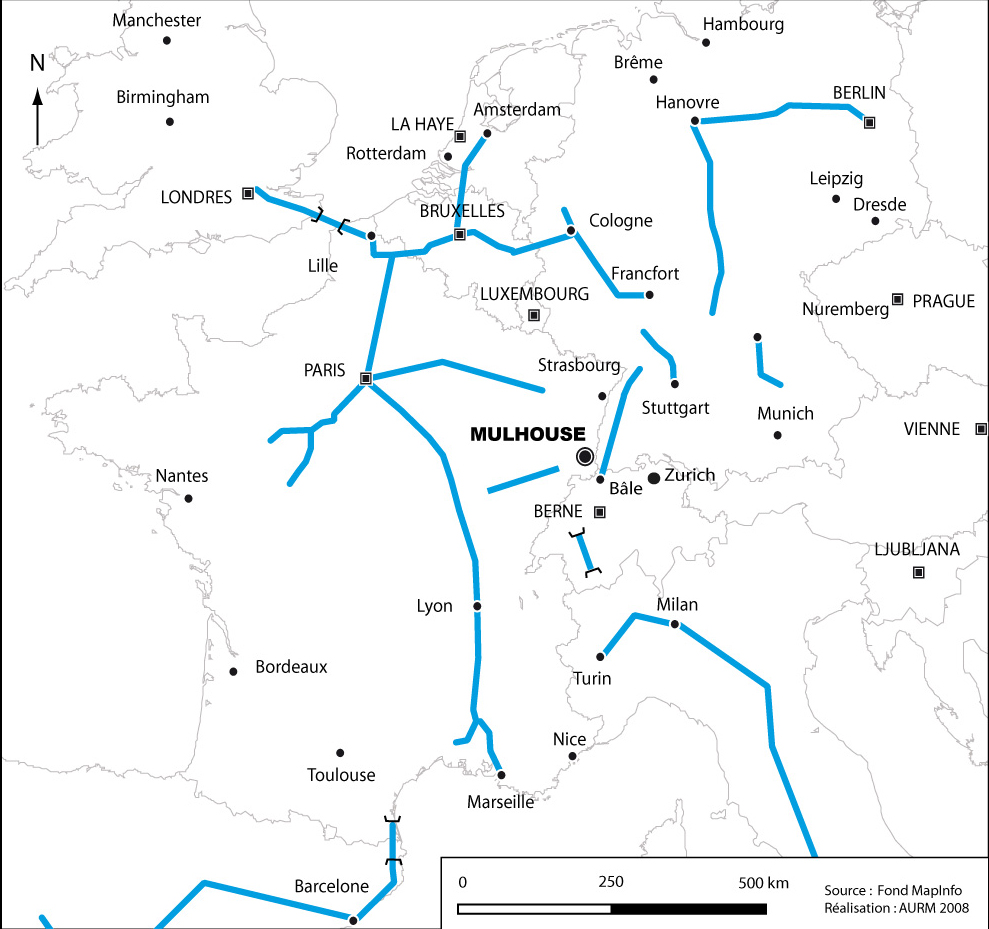 Manchester
Hambourg
N
Brême
Birmingham
Hanovre
BERLIN
Amsterdam
LA HAYE
Rotterdam
Leipzig
LONDRES
Dresde
BRUXELLES
Cologne
Lille
Francfort
LUXEMBOURG
Nuremberg
PRAGUE
PARIS
Strasbourg
Stuttgart
Munich
MULHOUSE
VIENNE
Nantes
Zurich
Bâle
BERNE
LJUBLJANA
Lyon
Milan
Bordeaux
Turin
Nice
Toulouse
Marseille
Barcelone
0 250 500 km
Source : Fond MapInfo
Réalisation : AURM 2008